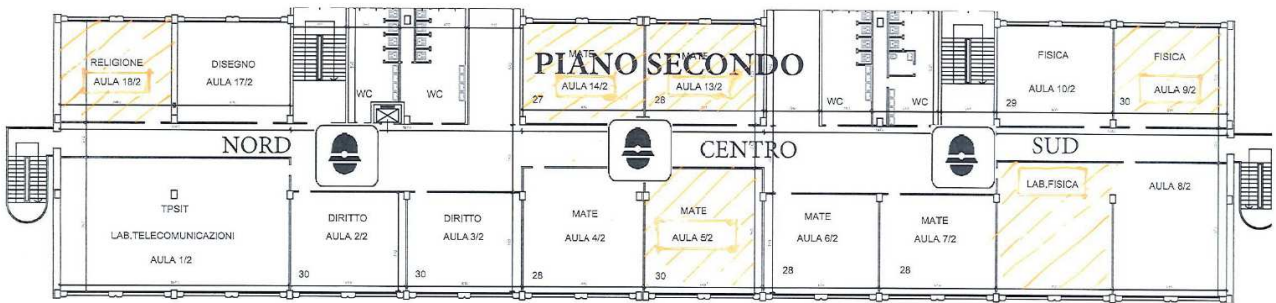 PIANO SECONDO
RELIGIONE
AULA 18/2
DISEGNO
AULA 17/2
WC
WC
MATE
AULA 14/2
27
MATE
AULA 13/2
28
WC
WC
FISICA
AULA 10/2
29
FISICA
AULA 9/2
30
NORD
CENTRO
SUD
TPSIT
LAB,TELECOMUNICAZIONI
AULA 1/2
DIRITTO
AULA 2/2
30
DIRITTO
AULA 3/2
30
MATE
AULA 4/2
28
MATE
AULA 5/2
30
MATE
AULA 6/2
28
MATE
AULA 7/2
28
LAB,FISICA
AULA 8/2